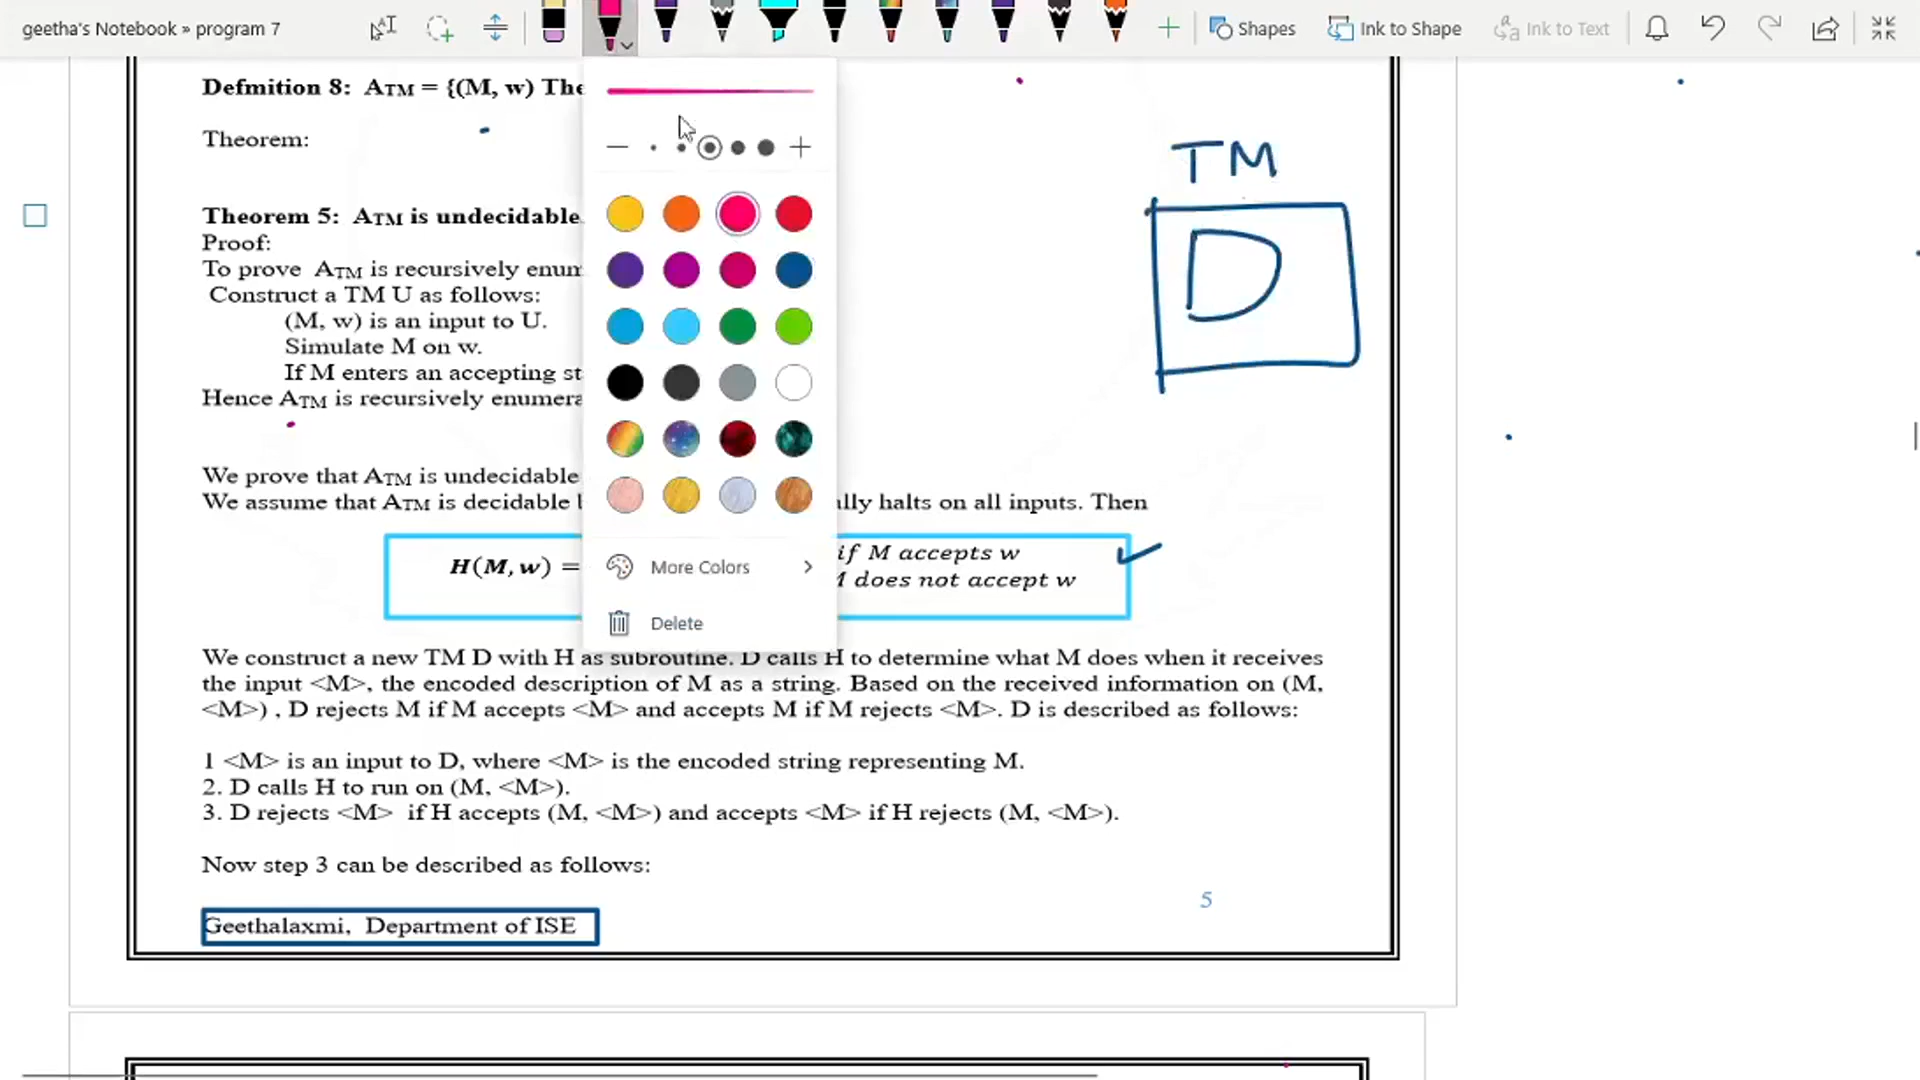 geetha's Notebook » program 7
Shapes
Ink to Shape
Ink to Text
Defmition 8: ATM = {(M, w) The
Theorem:
TM
D
Theorem 5: ATM is undecidable
Proof:
To prove ATM is recursively enum
Construct a TM U as follows:
(M, w) is an input to U.
Simulate M on w.
If M enters an accepting st
Hence ATM is recursively enumera
We prove that ATM is undecidable
We assume that ATM is decidable lly halts on all inputs. Then
H(M, w) = if M accepts w
M does not accept w
More Colors
Delete
We construct a new TM D with H as subroutine. D calls H to determine what M does when it receives
the input <M>, the encoded description of M as a string. Based on the received information on (M,
<M>) , D rejects M if M accepts <M> and accepts M if M rejects <M>. D is described as follows:
1 <M> is an input to D, where <M> is the encoded string representing M.
2. D calls H to run on (M, <M>).
3. D rejects <M> if H accepts (M, <M>) and accepts <M> if H rejects (M, <M>).
Now step 3 can be described as follows:
5
Geethalaxmi, Department of ISE